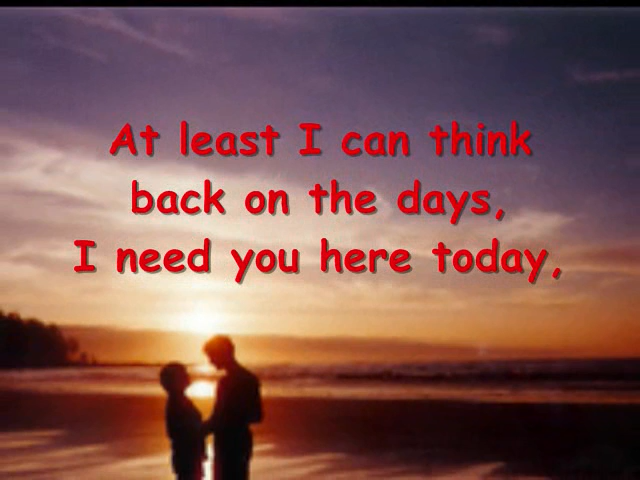 At least I can think
back on the days,
I need you here today,